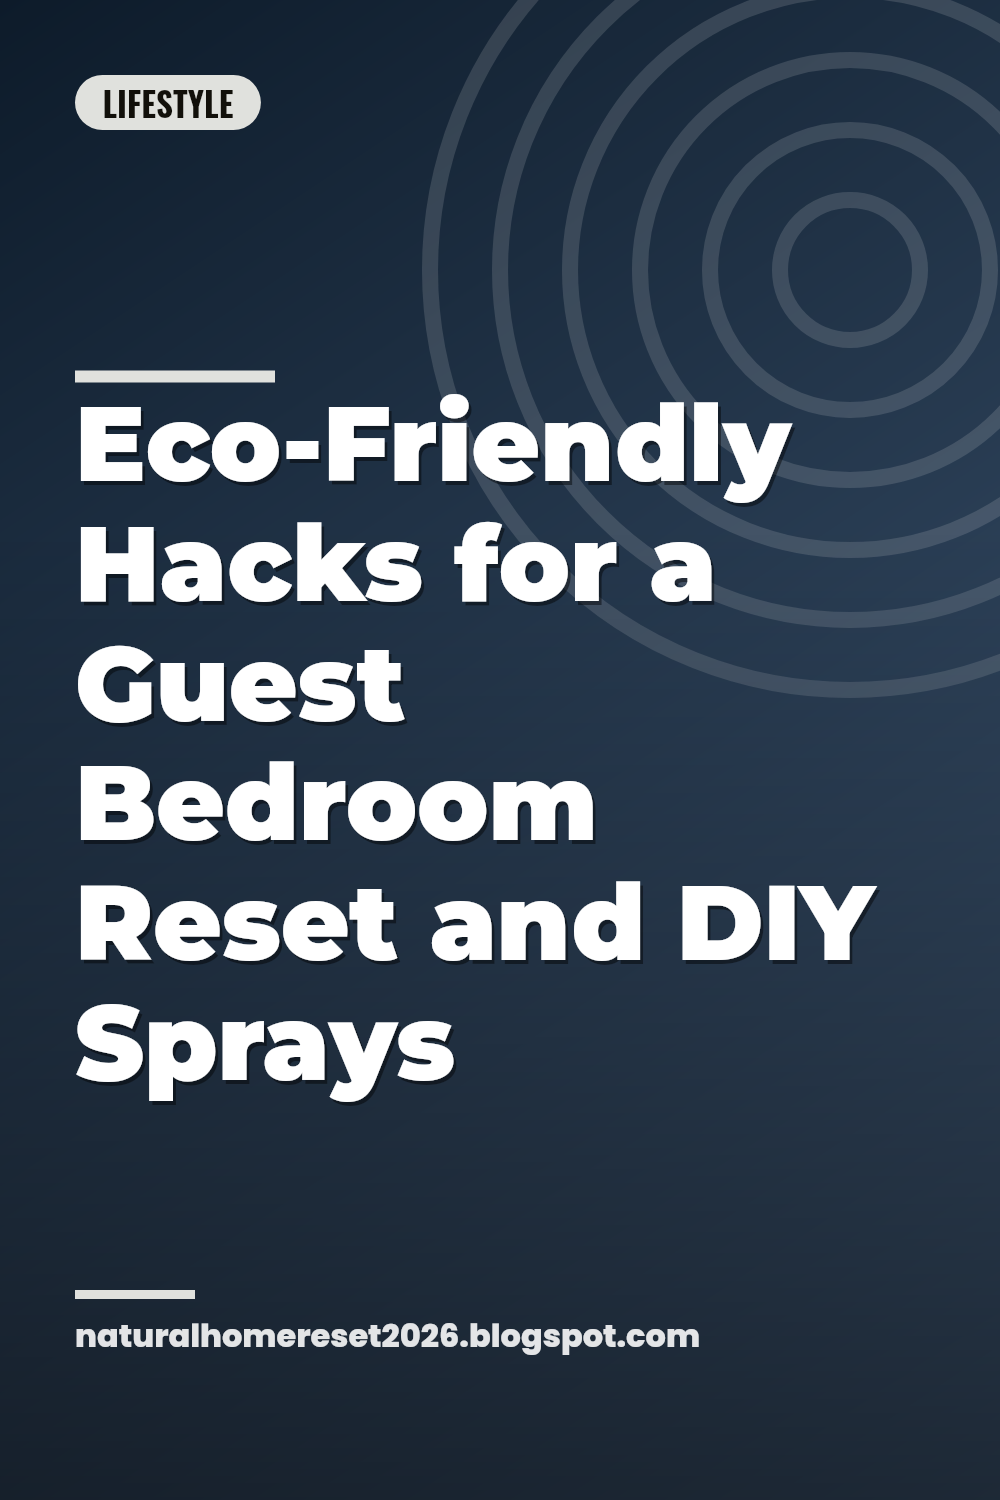 LIFESTYLE
Eco-Friendly
Hacks for a
Guest
Bedroom
Reset and DIY
Sprays
naturalhomereset2026.blogspot.com